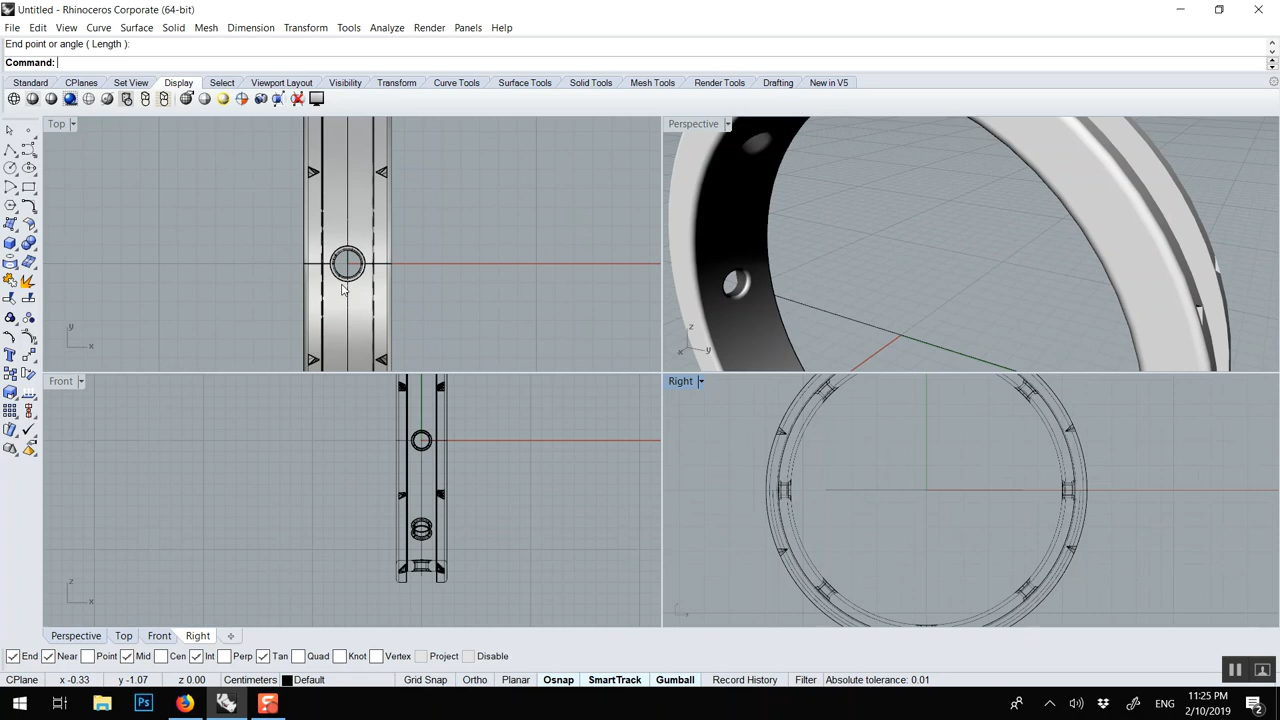 Untitled - Rhinoceros Corporate (64-bit)
File Edit View Curve Surface Solid Mesh Dimension Transform Tools Analyze Render Panels Help
End point or angle ( Length ):
Command:
Standard CPlanes Set View Display Select Viewport Layout Visibility Transform Curve Tools Surface Tools Solid Tools Mesh Tools Render Tools Drafting New in V5
Top
Perspective
y
x
z
y
x
Front
Right
z
x
Perspective Top Front Right
End Near Point Mid Cen Int Perp Tan Quad Knot Vertex Project Disable
CPlane x -0.33 y -1.07 z 0.00 Centimeters Default Grid Snap Ortho Planar Osnap SmartTrack Gumball Record History Filter Absolute tolerance: 0.01
Ps
ENG
11:25 PM
2/10/2019
2